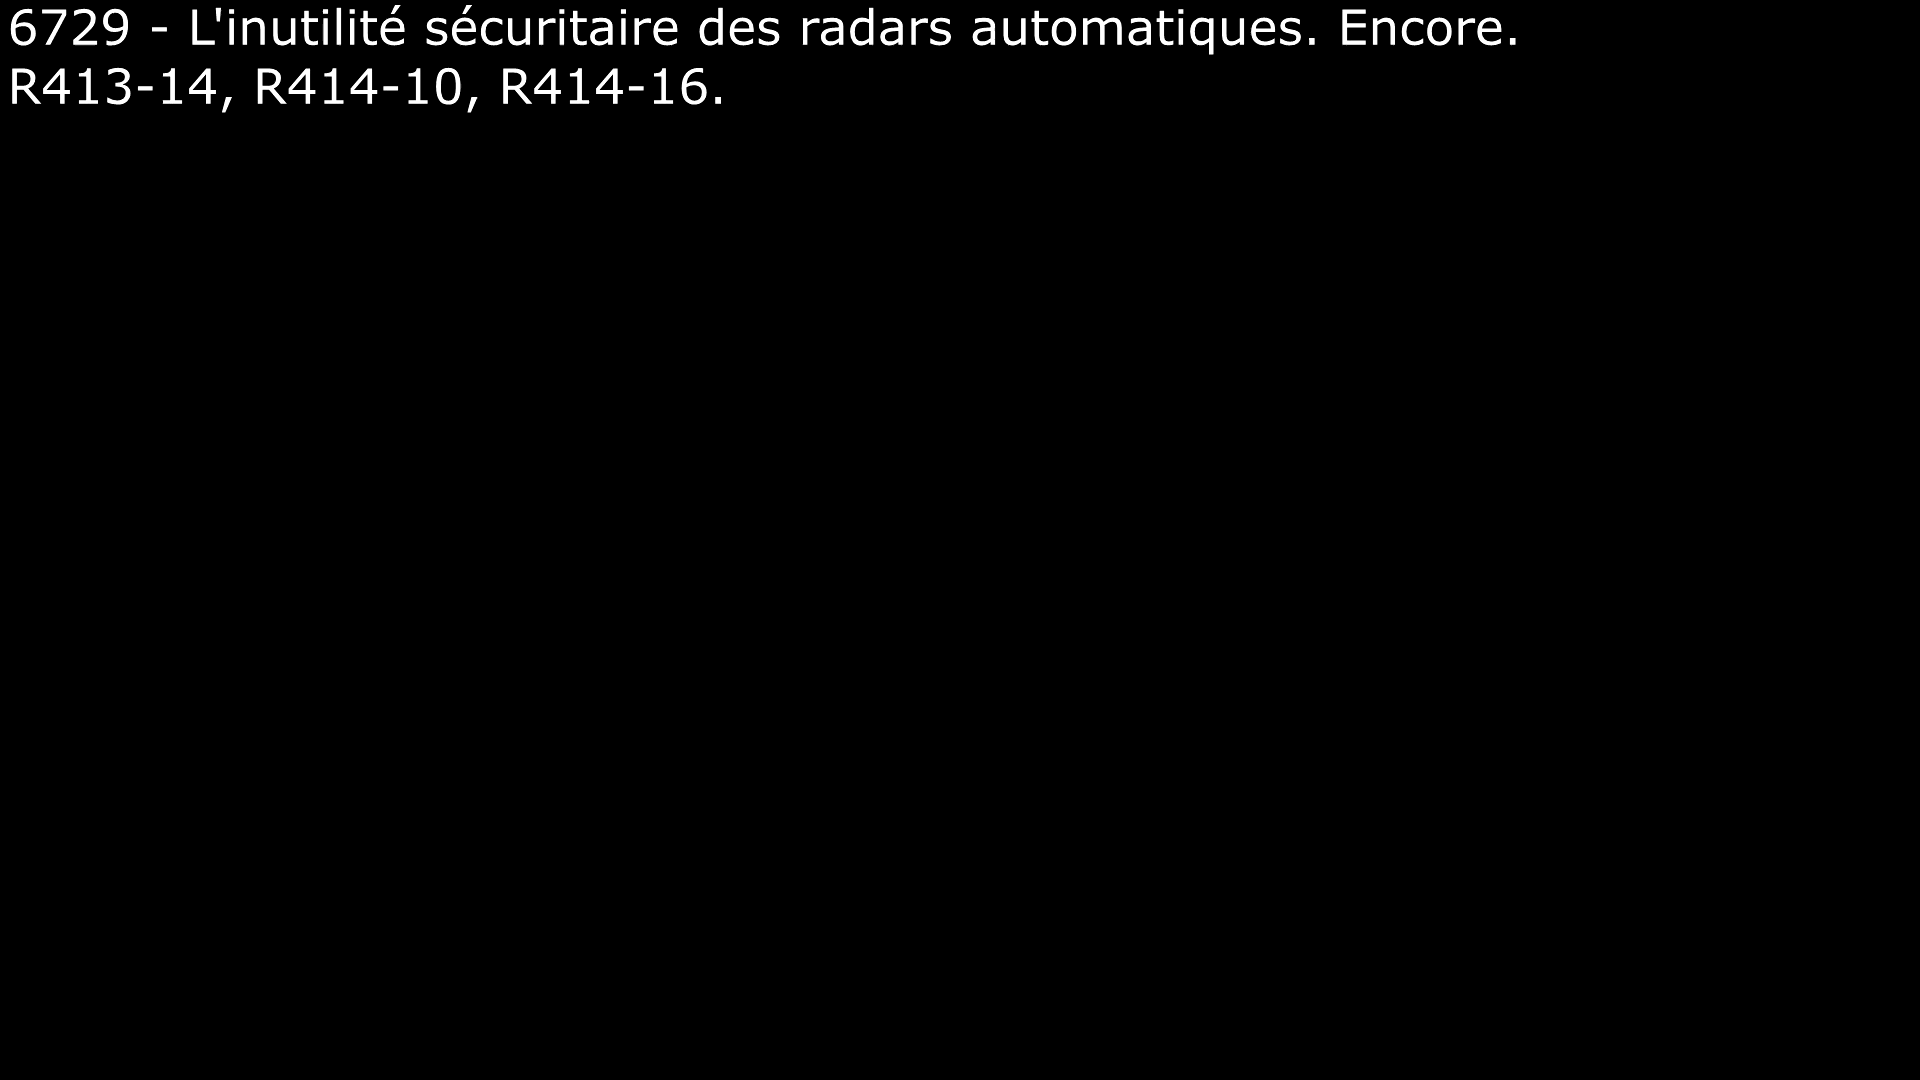 6729 - L'inutilité sécuritaire des radars automatiques. Encore.
R413-14, R414-10, R414-16.